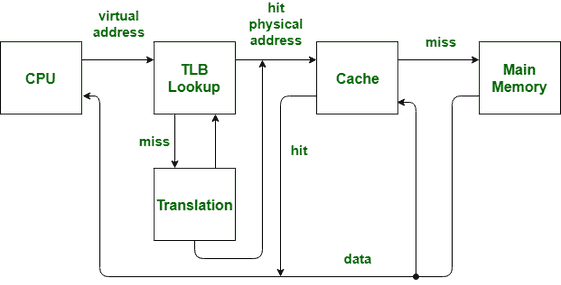 virtual
address
hit
physical
address
miss
CPU
TLB
Lookup
Cache
Main
Memory
miss
hit
Translation
data